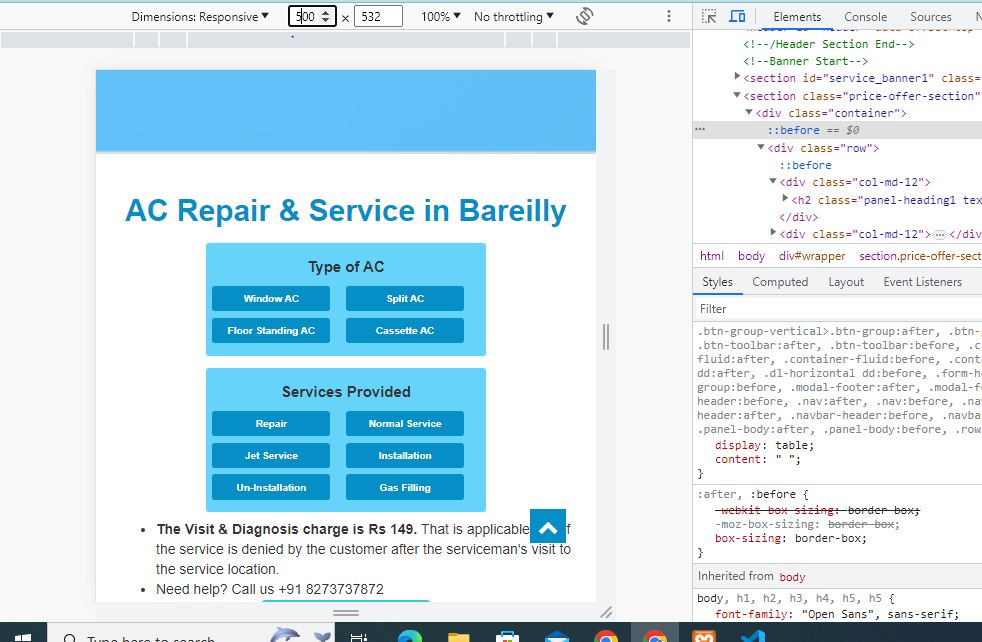 Dimensions: Responsive ▼ 500 × 532 100% ▼ No throttling ▼
Elements Console Sources N
<!--/Header Section End-->
<!--Banner Start-->
<section id="service_banner1" class=
<section class="price-offer-section"
<div class="container">
::before == $0
<div class="row">
::before
<div class="col-md-12">
<h2 class="panel-heading1 tex
</div>
<div class="col-md-12"> … </div
html body div#wrapper section.price-offer-sect
Styles Computed Layout Event Listeners
Filter
.btn-group-vertical>.btn-group:after, .btn-
.btn-toolbar:after, .btn-toolbar:before, .c
fluid:after, .container-fluid:before, .cont
dd:after, .dl-horizontal dd:before, .form-h
group:before, .modal-footer:after, .modal-f
header:before, .nav:after, .nav:before, .na
header:after, .navbar-header:before, .navba
.panel-body:after, .panel-body:before, .row
display: table;
content: " ";
}
:after, :before {
-webkit-box-sizing: border-box;
-moz-box-sizing: border-box;
box-sizing: border-box;
}
Inherited from body
body, h1, h2, h3, h4, h5, h5 {
font-family: "Open Sans", sans-serif;
AC Repair & Service in Bareilly
Type of AC
Window AC Split AC
Floor Standing AC Cassette AC
Services Provided
Repair Normal Service
Jet Service Installation
Un-Installation Gas Filling
• The Visit & Diagnosis charge is Rs 149. That is applicable
the service is denied by the customer after the serviceman's visit to
the service location.
• Need help? Call us +91 8273737872
Type here to search